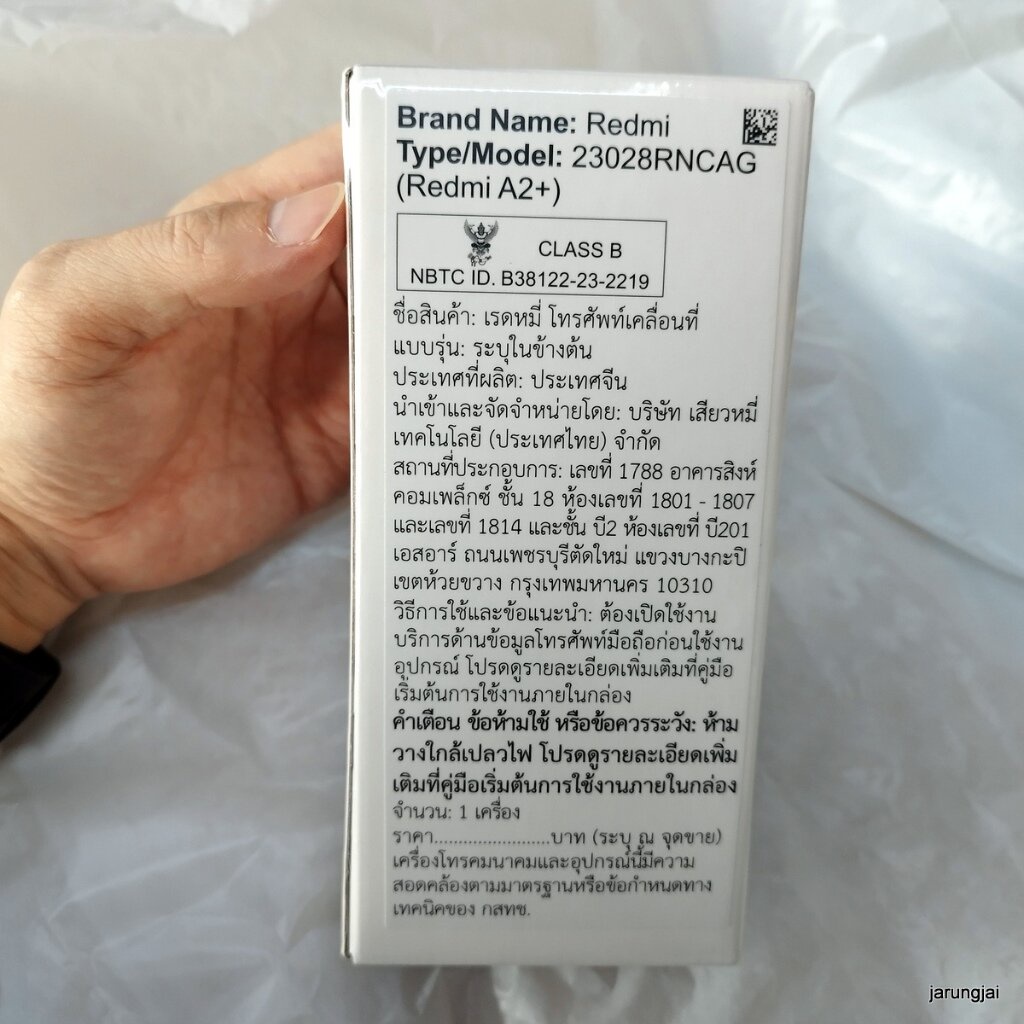 Brand Name: Redmi
Type/Model: 23028RNCAG
(Redmi A2+)
CLASS B
NBTC ID. B38122-23-2219
ชื่อสินค้า: เรดหมี่ โทรศัพท์เคลื่อนที่
แบบรุ่น: ระบุในข้างต้น
ประเทศที่ผลิต: ประเทศจีน
นำเข้าและจัดจำหน่ายโดย: บริษัท เสียวหมี่
เทคโนโลยี (ประเทศไทย) จำกัด
สถานที่ประกอบการ: เลขที่ 1788 อาคารสิงห์
คอมเพล็กซ์ ชั้น 18 ห้องเลขที่ 1801 - 1807
และเลขที่ 1814 และชั้น บี2 ห้องเลขที่ บี201
เอสอาร์ ถนนเพชรบุรีตัดใหม่ แขวงบางกะปิ
เขตห้วยขวาง กรุงเทพมหานคร 10310
วิธีการใช้และข้อแนะนำ: ต้องเปิดใช้งาน
บริการด้านข้อมูลโทรศัพท์มือถือก่อนใช้งาน
อุปกรณ์ โปรดดูรายละเอียดเพิ่มเติมที่คู่มือ
เริ่มต้นการใช้งานภายในกล่อง
คำเตือน ข้อห้ามใช้ หรือข้อควรระวัง: ห้าม
วางใกล้เปลวไฟ โปรดดูรายละเอียดเพิ่ม
เติมที่คู่มือเริ่มต้นการใช้งานภายในกล่อง
จำนวน: 1 เครื่อง
ราคา........................บาท (ระบุ ณ จุดขาย)
เครื่องโทรคมนาคมและอุปกรณ์นี้มีความ
สอดคล้องตามมาตรฐานหรือข้อกำหนดทาง
เทคนิคของ กสทช.
jarungjai